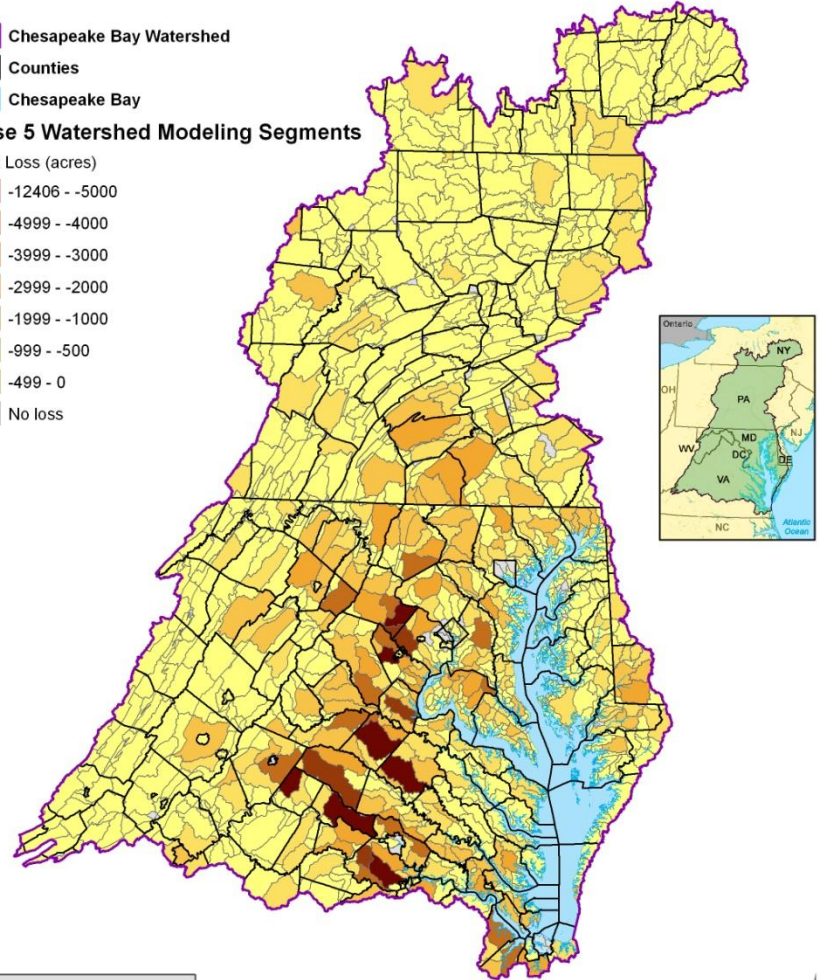 Chesapeake Bay Watershed
Counties
Chesapeake Bay
se 5 Watershed Modeling Segments
Loss (acres)
-12406 - -5000
-4999 - -4000
-3999 - -3000
-2999 - -2000
-1999 - -1000
-999 - -500
-499 - 0
No loss
Ontario
NY
OH
PA
NJ
MD
WV
DC
DE
VA
NC
Atlantic
Ocean